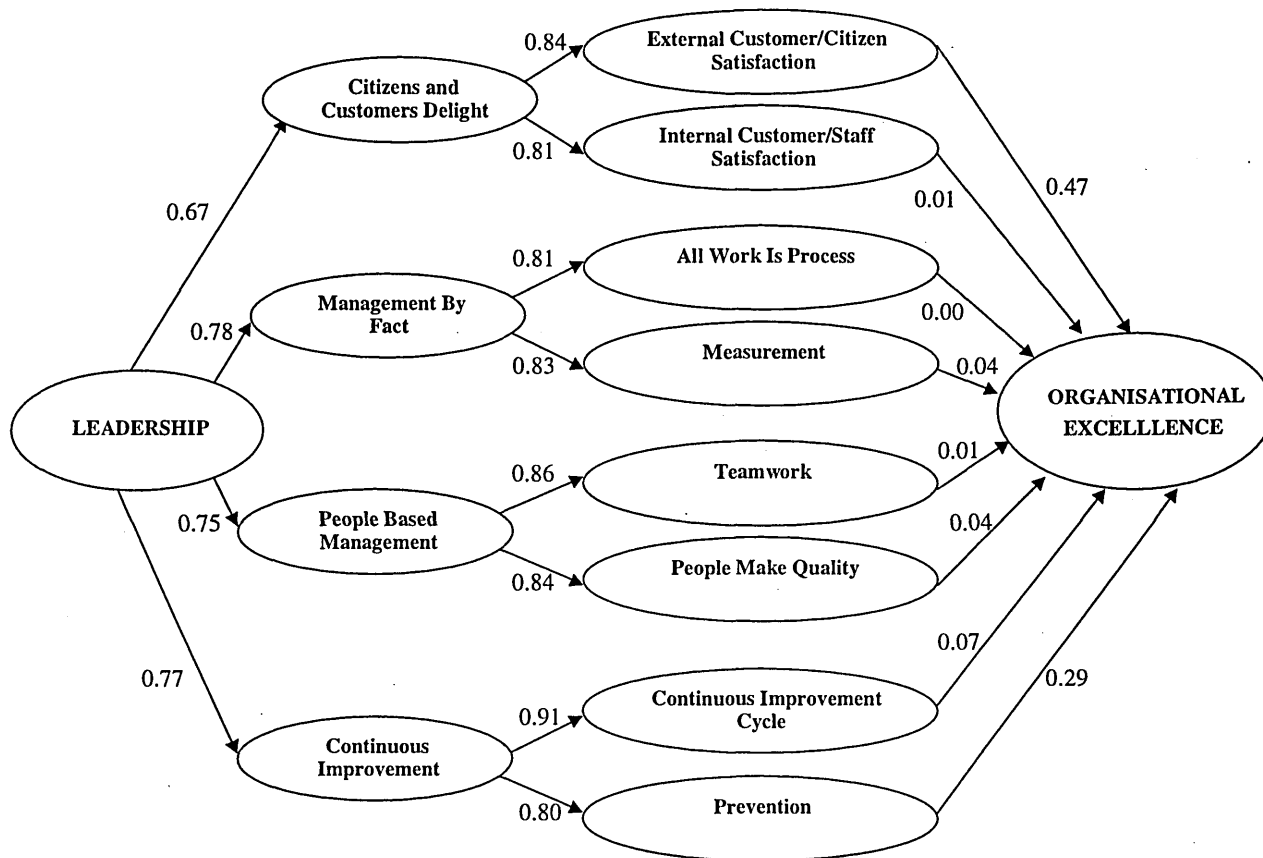 External Customer/Citizen
Satisfaction
0.84
Citizens and
Customers Delight
Internal Customer/Staff
Satisfaction
0.81
0.47
0.01
0.67
All Work Is Process
0.81
Management By
Fact
0.00
0.78
Measurement
0.83
0.04
ORGANISATIONAL
EXCELLLENCE
LEADERSHIP
0.01
Teamwork
0.86
People Based
Management
0.75
0.04
People Make Quality
0.84
0.07
0.77
0.29
Continuous Improvement
Cycle
0.91
Continuous
Improvement
Prevention
0.80